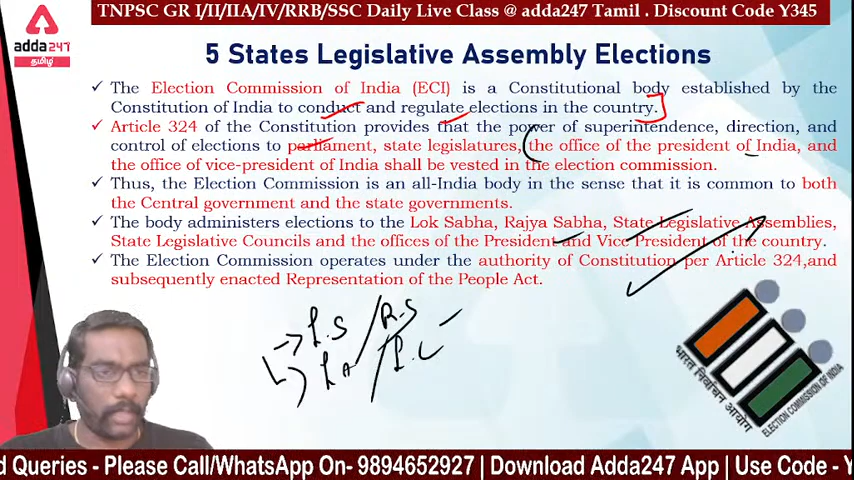 TNPSC GR I/II/IIA/IV/RRB/SSC Daily Live Class @ adda247 Tamil . Discount Code Y345
adda247
தமிழ்
5 States Legislative Assembly Elections
✓ The Election Commission of India (ECI) is a Constitutional body established by the
Constitution of India to conduct and regulate elections in the country.
✓ Article 324 of the Constitution provides that the power of superintendence, direction, and
control of elections to parliament, state legislatures, the office of the president of India, and
the office of vice-president of India shall be vested in the election commission.
✓ Thus, the Election Commission is an all-India body in the sense that it is common to both
the Central government and the state governments.
✓ The body administers elections to the Lok Sabha, Rajya Sabha, State Legislative Assemblies,
State Legislative Councils and the offices of the President and Vice President of the country.
✓ The Election Commission operates under the authority of Constitution per Article 324,and
subsequently enacted Representation of the People Act.
L.S / R.S
L.A / L.C
भारत निर्वाचन आयोग
ELECTION COMMISSION OF INDIA
d Queries - Please Call/WhatsApp On- 9894652927 | Download Adda247 App | Use Code - Y